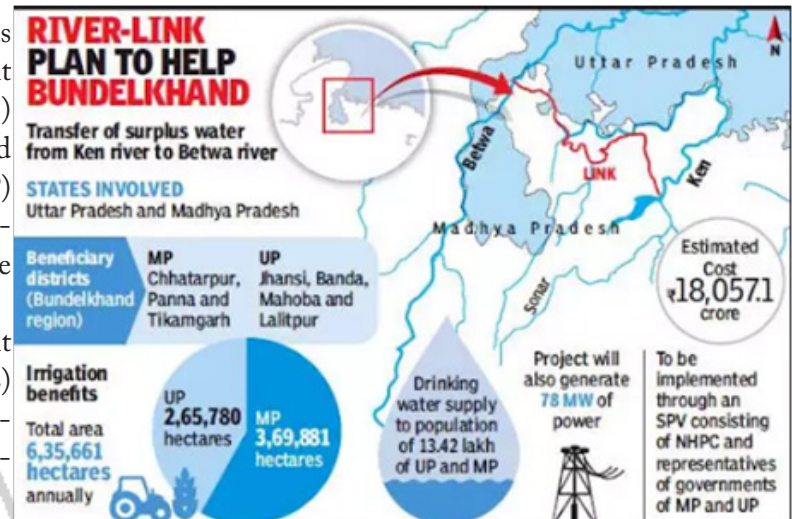 s
t
)
d
)
-
e
t
)
-
-
RIVER-LINK
PLAN TO HELP
BUNDELKHAND
Transfer of surplus water
from Ken river to Betwa river
STATES INVOLVED
Uttar Pradesh and Madhya Pradesh
Beneficiary
districts
(Bundelkhand
region)
MP
Chhatarpur,
Panna and
Tikamgarh
UP
Jhansi, Banda,
Mahoba and
Lalitpur
Irrigation
benefits
Total area
6,35,661
hectares
annually
UP
2,65,780
hectares
MP
3,69,881
hectares
N
Uttar Pradesh
Betwa
LINK
Ken
Madhya Pradesh
Sonar
Estimated
Cost
₹18,057.1
crore
Drinking
water supply
to population
of 13.42 lakh
of UP and MP
Project will
also generate
78 MW of
power
To be
implemented
through an
SPV consisting
of NHPC and
representatives
of governments
of MP and UP